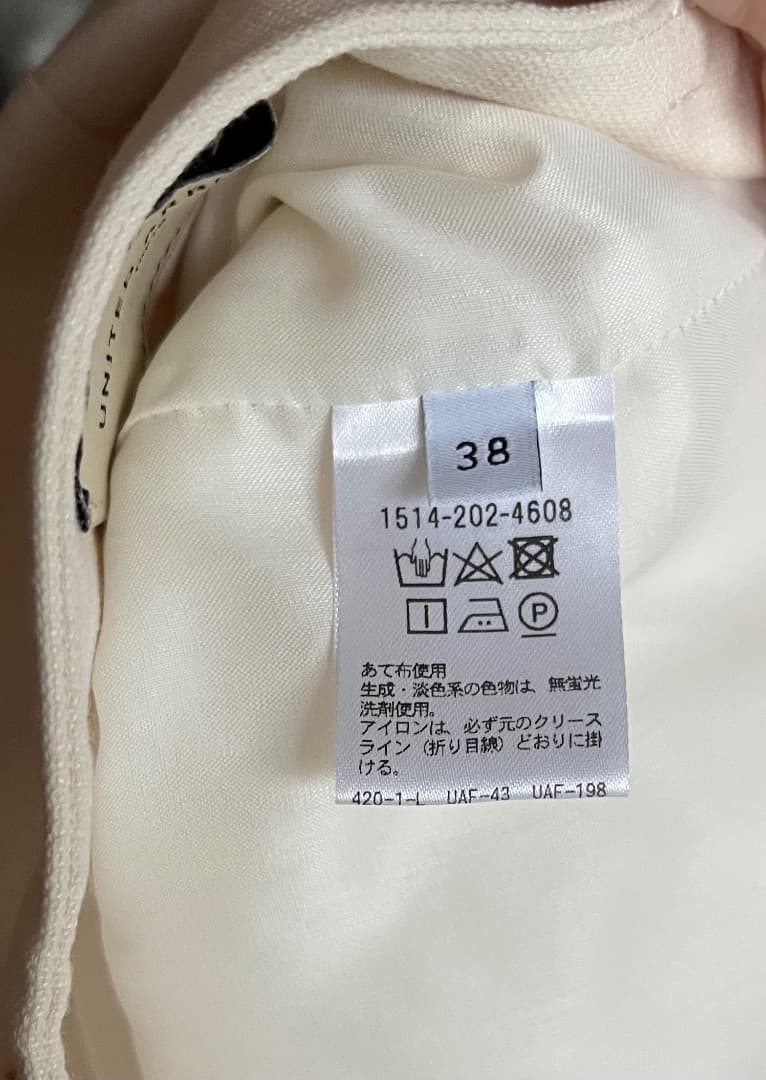 UNITED
38
1514-202-4608
P
あて布使用
生成・淡色系の色物は、無蛍光
洗剤使用。
アイロンは、必ず元のクリース
ライン（折り目線）どおりに掛
ける。
420-1-L UAF-43 UAF-198